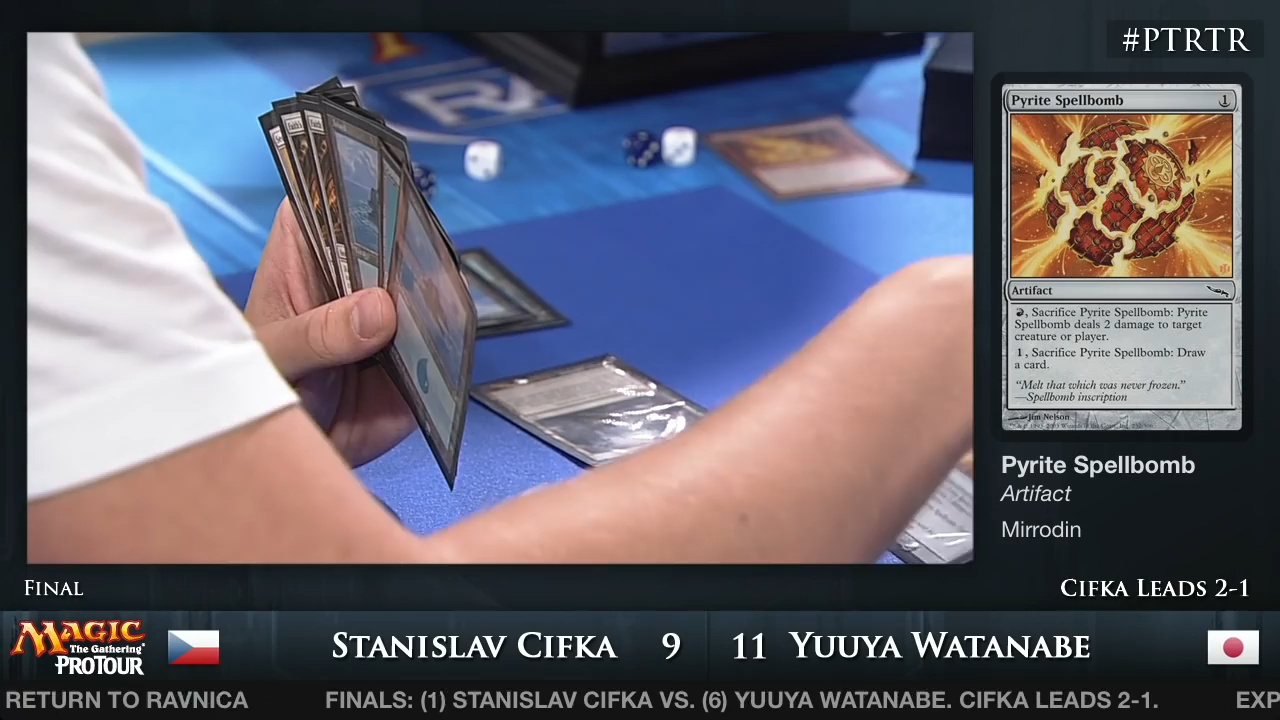 #PTRTR
Pyrite Spellbomb 1
Artifact
, Sacrifice Pyrite Spellbomb: Pyrite
Spellbomb deals 2 damage to target
creature or player.
1, Sacrifice Pyrite Spellbomb: Draw
a card.
"Melt that which was never frozen."
—Spellbomb inscription
Jim Nelson
Pyrite Spellbomb
Artifact
Mirrodin
FINAL
CIFKA LEADS 2-1
MAGIC
The Gathering
PROTOUR
STANISLAV CIFKA 9
11 YUUYA WATANABE
RETURN TO RAVNICA FINALS: (1) STANISLAV CIFKA VS. (6) YUUYA WATANABE. CIFKA LEADS 2-1. EXP